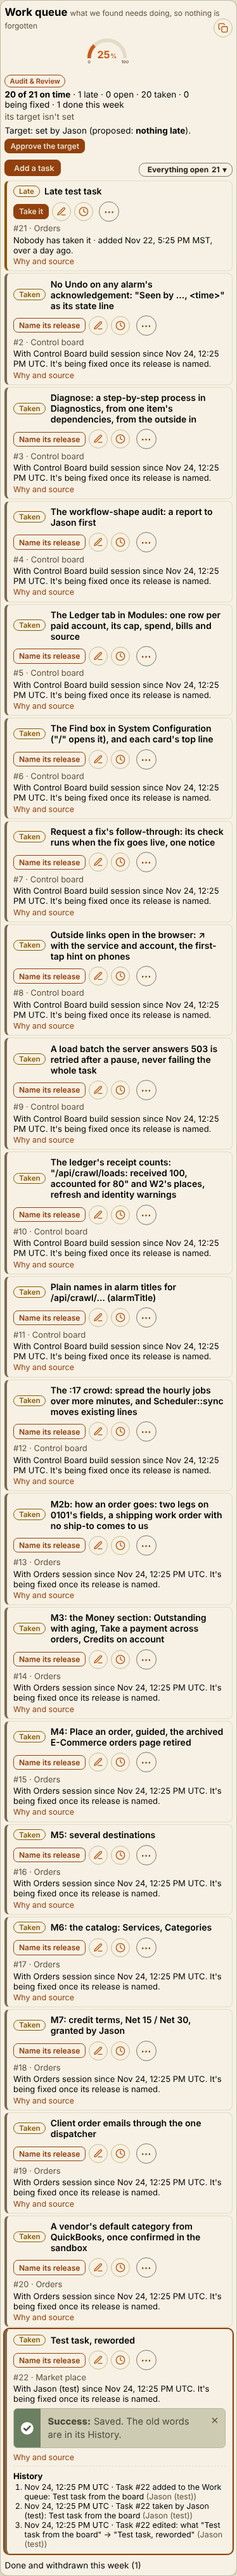 Work queue what we found needs doing, so nothing is
forgotten
25%
0 100
Audit & Review
20 of 21 on time · 1 late · 0 open · 20 taken · 0
being fixed · 1 done this week
its target isn't set
Target: set by Jason (proposed: nothing late).
Approve the target
Add a task
Everything open 21 ▾
Late Late test task
Take it
#21 · Orders
Nobody has taken it · added Nov 22, 5:25 PM MST,
over a day ago.
Why and source
No Undo on any alarm's
Taken acknowledgement: "Seen by ..., <time>"
as its state line
Name its release
#2 · Control board
With Control Board build session since Nov 24, 12:25
PM UTC. It's being fixed once its release is named.
Why and source
Diagnose: a step-by-step process in
Taken Diagnostics, from one item's
dependencies, from the outside in
Name its release
#3 · Control board
With Control Board build session since Nov 24, 12:25
PM UTC. It's being fixed once its release is named.
Why and source
Taken The workflow-shape audit: a report to
Jason first
Name its release
#4 · Control board
With Control Board build session since Nov 24, 12:25
PM UTC. It's being fixed once its release is named.
Why and source
The Ledger tab in Modules: one row per
Taken paid account, its cap, spend, bills and
source
Name its release
#5 · Control board
With Control Board build session since Nov 24, 12:25
PM UTC. It's being fixed once its release is named.
Why and source
Taken The Find box in System Configuration
("/" opens it), and each card's top line
Name its release
#6 · Control board
With Control Board build session since Nov 24, 12:25
PM UTC. It's being fixed once its release is named.
Why and source
Taken Request a fix's follow-through: its check
runs when the fix goes live, one notice
Name its release
#7 · Control board
With Control Board build session since Nov 24, 12:25
PM UTC. It's being fixed once its release is named.
Why and source
Outside links open in the browser: ↗
Taken with the service and account, the first-
tap hint on phones
Name its release
#8 · Control board
With Control Board build session since Nov 24, 12:25
PM UTC. It's being fixed once its release is named.
Why and source
A load batch the server answers 503 is
Taken retried after a pause, never failing the
whole task
Name its release
#9 · Control board
With Control Board build session since Nov 24, 12:25
PM UTC. It's being fixed once its release is named.
Why and source
The ledger's receipt counts:
Taken "/api/crawl/loads: received 100,
accounted for 80" and W2's places,
refresh and identity warnings
Name its release
#10 · Control board
With Control Board build session since Nov 24, 12:25
PM UTC. It's being fixed once its release is named.
Why and source
Taken Plain names in alarm titles for
/api/crawl/... (alarmTitle)
Name its release
#11 · Control board
With Control Board build session since Nov 24, 12:25
PM UTC. It's being fixed once its release is named.
Why and source
The :17 crowd: spread the hourly jobs
Taken over more minutes, and Scheduler::sync
moves existing lines
Name its release
#12 · Control board
With Control Board build session since Nov 24, 12:25
PM UTC. It's being fixed once its release is named.
Why and source
M2b: how an order goes: two legs on
Taken 0101's fields, a shipping work order with
no ship-to comes to us
Name its release
#13 · Orders
With Orders session since Nov 24, 12:25 PM UTC. It's
being fixed once its release is named.
Why and source
M3: the Money section: Outstanding
Taken with aging, Take a payment across
orders, Credits on account
Name its release
#14 · Orders
With Orders session since Nov 24, 12:25 PM UTC. It's
being fixed once its release is named.
Why and source
Taken M4: Place an order, guided, the archived
E-Commerce orders page retired
Name its release
#15 · Orders
With Orders session since Nov 24, 12:25 PM UTC. It's
being fixed once its release is named.
Why and source
Taken M5: several destinations
Name its release
#16 · Orders
With Orders session since Nov 24, 12:25 PM UTC. It's
being fixed once its release is named.
Why and source
Taken M6: the catalog: Services, Categories
Name its release
#17 · Orders
With Orders session since Nov 24, 12:25 PM UTC. It's
being fixed once its release is named.
Why and source
Taken M7: credit terms, Net 15 / Net 30,
granted by Jason
Name its release
#18 · Orders
With Orders session since Nov 24, 12:25 PM UTC. It's
being fixed once its release is named.
Why and source
Taken Client order emails through the one
dispatcher
Name its release
#19 · Orders
With Orders session since Nov 24, 12:25 PM UTC. It's
being fixed once its release is named.
Why and source
A vendor's default category from
Taken QuickBooks, once confirmed in the
sandbox
Name its release
#20 · Orders
With Orders session since Nov 24, 12:25 PM UTC. It's
being fixed once its release is named.
Why and source
Taken Test task, reworded
Name its release
#22 · Market place
With Jason (test) since Nov 24, 12:25 PM UTC. It's
being fixed once its release is named.
Success: Saved. The old words
are in its History.
Why and source
History
1. Nov 24, 12:25 PM UTC · Task #22 added to the Work
queue: Test task from the board (Jason (test))
2. Nov 24, 12:25 PM UTC · Task #22 taken by Jason
(test): Test task from the board (Jason (test))
3. Nov 24, 12:25 PM UTC · Task #22 edited: what "Test
task from the board" → "Test task, reworded" (Jason
(test))
Done and withdrawn this week (1)